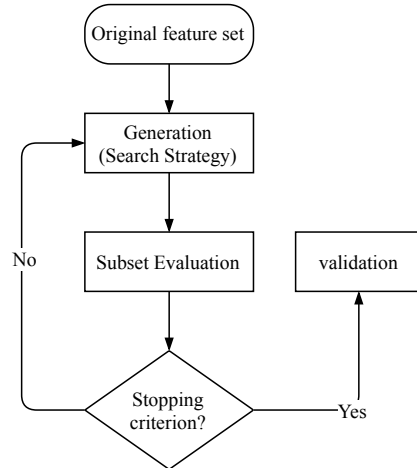 Original feature set
Generation
(Search Strategy)
No
Subset Evaluation
validation
Stopping
criterion?
Yes